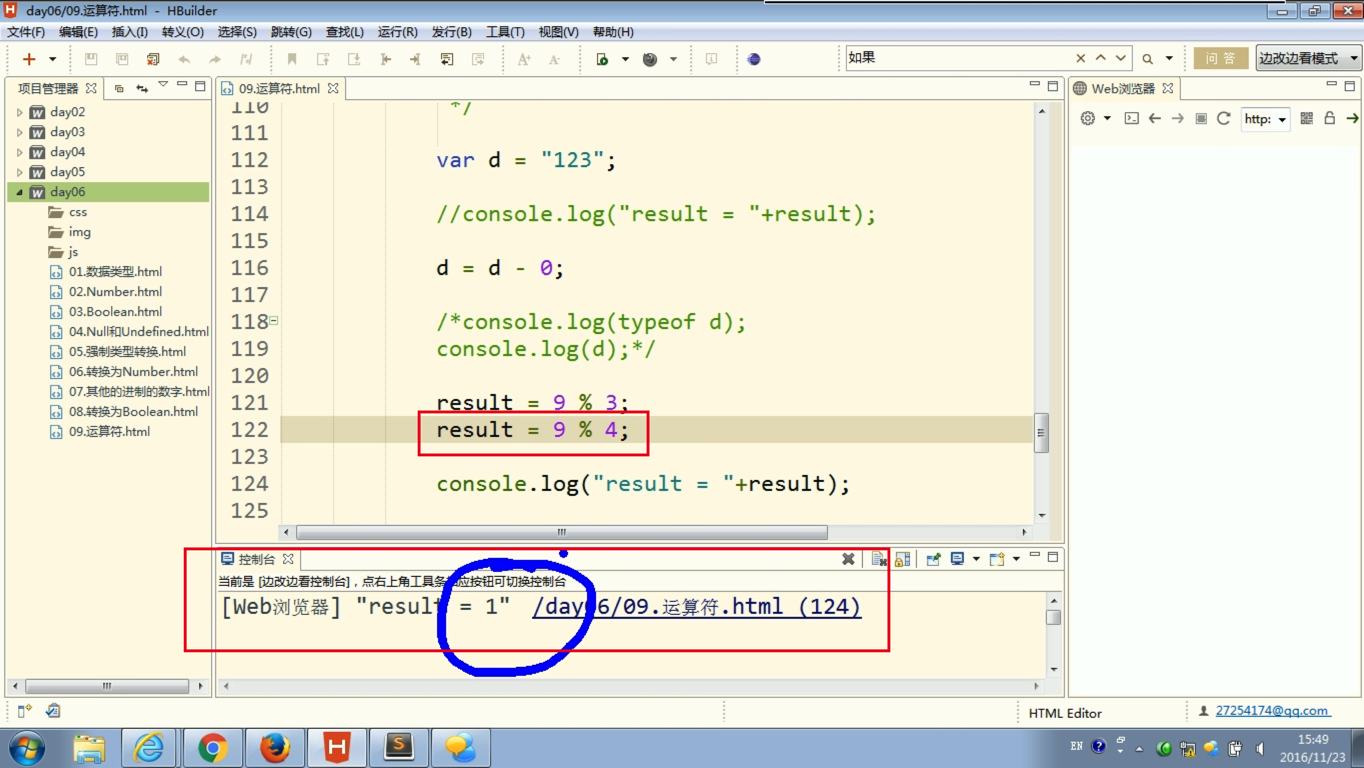 day06/09.运算符.html - HBuilder
文件(F) 编辑(E) 插入(I) 转义(O) 选择(S) 跳转(G) 查找(L) 运行(R) 发行(B) 工具(T) 视图(V) 帮助(H)
如果
问 答
边改边看模式
项目管理器
09.运算符.html
Web浏览器
http:
day02
day03
day04
day05
day06
css
img
js
01.数据类型.html
02.Number.html
03.Boolean.html
04.Null和Undefined.html
05.强制类型转换.html
06.转换为Number.html
07.其他的进制的数字.html
08.转换为Boolean.html
09.运算符.html
110 */
111
112 var d = "123";
113
114 //console.log("result = "+result);
115
116 d = d - 0;
117
118 /*console.log(typeof d);
119 console.log(d);*/
120
121 result = 9 % 3;
122 result = 9 % 4;
123
124 console.log("result = "+result);
125
控制台
当前是 [边改边看控制台]，点右上角工具条 应按钮可切换控制台
[Web浏览器] "result = 1" /day06/09.运算符.html (124)
HTML Editor
27254174@qq.com
EN
15:49
2016/11/23